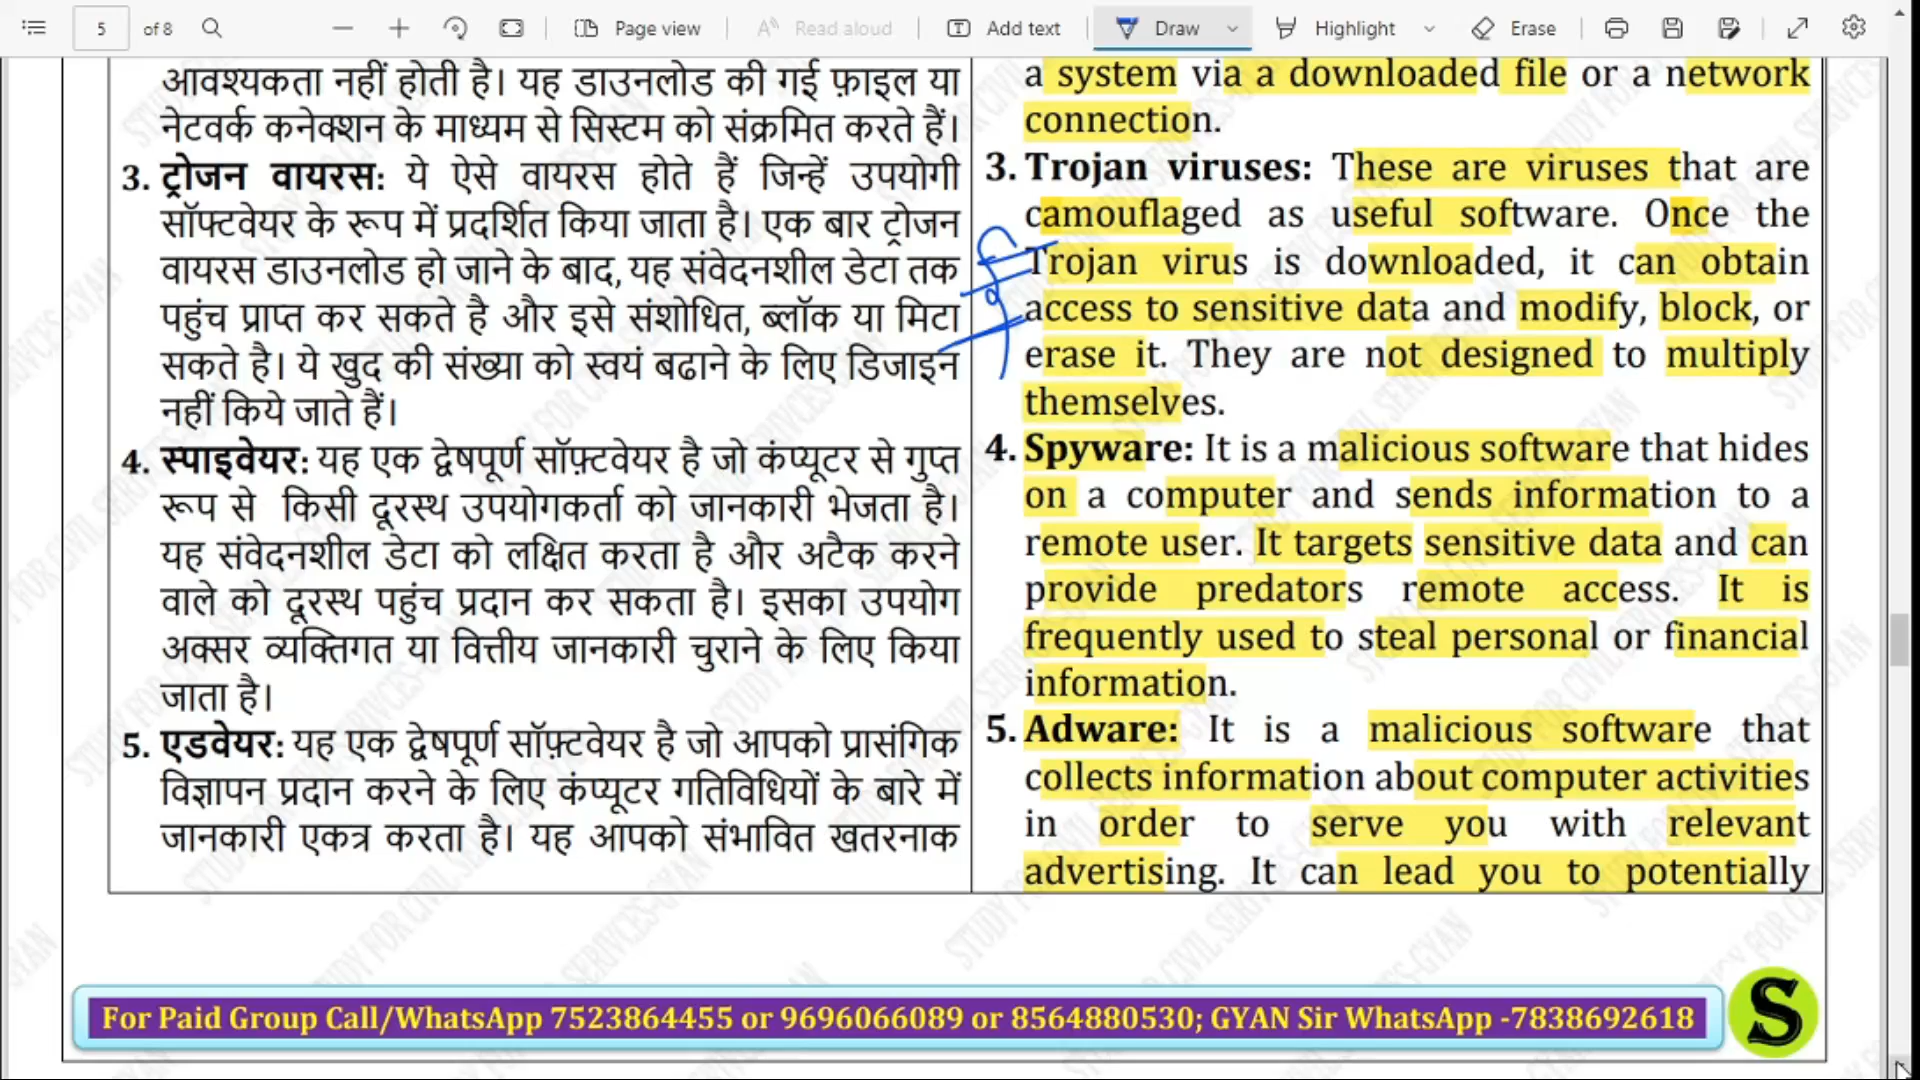 5 of 8 Page view Read aloud Add text Draw Highlight Erase
आवश्यकता नहीं होती है। यह डाउनलोड की गई फ़ाइल या
नेटवर्क कनेक्शन के माध्यम से सिस्टम को संक्रमित करते हैं।
3. ट्रोजन वायरस: ये ऐसे वायरस होते हैं जिन्हें उपयोगी
सॉफ्टवेयर के रूप में प्रदर्शित किया जाता है। एक बार ट्रोजन
वायरस डाउनलोड हो जाने के बाद, यह संवेदनशील डेटा तक
पहुंच प्राप्त कर सकते है और इसे संशोधित, ब्लॉक या मिटा
सकते है। ये खुद की संख्या को स्वयं बढाने के लिए डिजाइन
नहीं किये जाते हैं।
4. स्पाइवेयर: यह एक द्वेषपूर्ण सॉफ़्टवेयर है जो कंप्यूटर से गुप्त
रूप से किसी दूरस्थ उपयोगकर्ता को जानकारी भेजता है।
यह संवेदनशील डेटा को लक्षित करता है और अटैक करने
वाले को दूरस्थ पहुंच प्रदान कर सकता है। इसका उपयोग
अक्सर व्यक्तिगत या वित्तीय जानकारी चुराने के लिए किया
जाता है।
5. एडवेयर: यह एक द्वेषपूर्ण सॉफ़्टवेयर है जो आपको प्रासंगिक
विज्ञापन प्रदान करने के लिए कंप्यूटर गतिविधियों के बारे में
जानकारी एकत्र करता है। यह आपको संभावित खतरनाक
a system via a downloaded file or a network
connection.
3. Trojan viruses: These are viruses that are
camouflaged as useful software. Once the
Trojan virus is downloaded, it can obtain
access to sensitive data and modify, block, or
erase it. They are not designed to multiply
themselves.
4. Spyware: It is a malicious software that hides
on a computer and sends information to a
remote user. It targets sensitive data and can
provide predators remote access. It is
frequently used to steal personal or financial
information.
5. Adware: It is a malicious software that
collects information about computer activities
in order to serve you with relevant
advertising. It can lead you to potentially
For Paid Group Call/WhatsApp 7523864455 or 9696066089 or 8564880530; GYAN Sir WhatsApp -7838692618
S